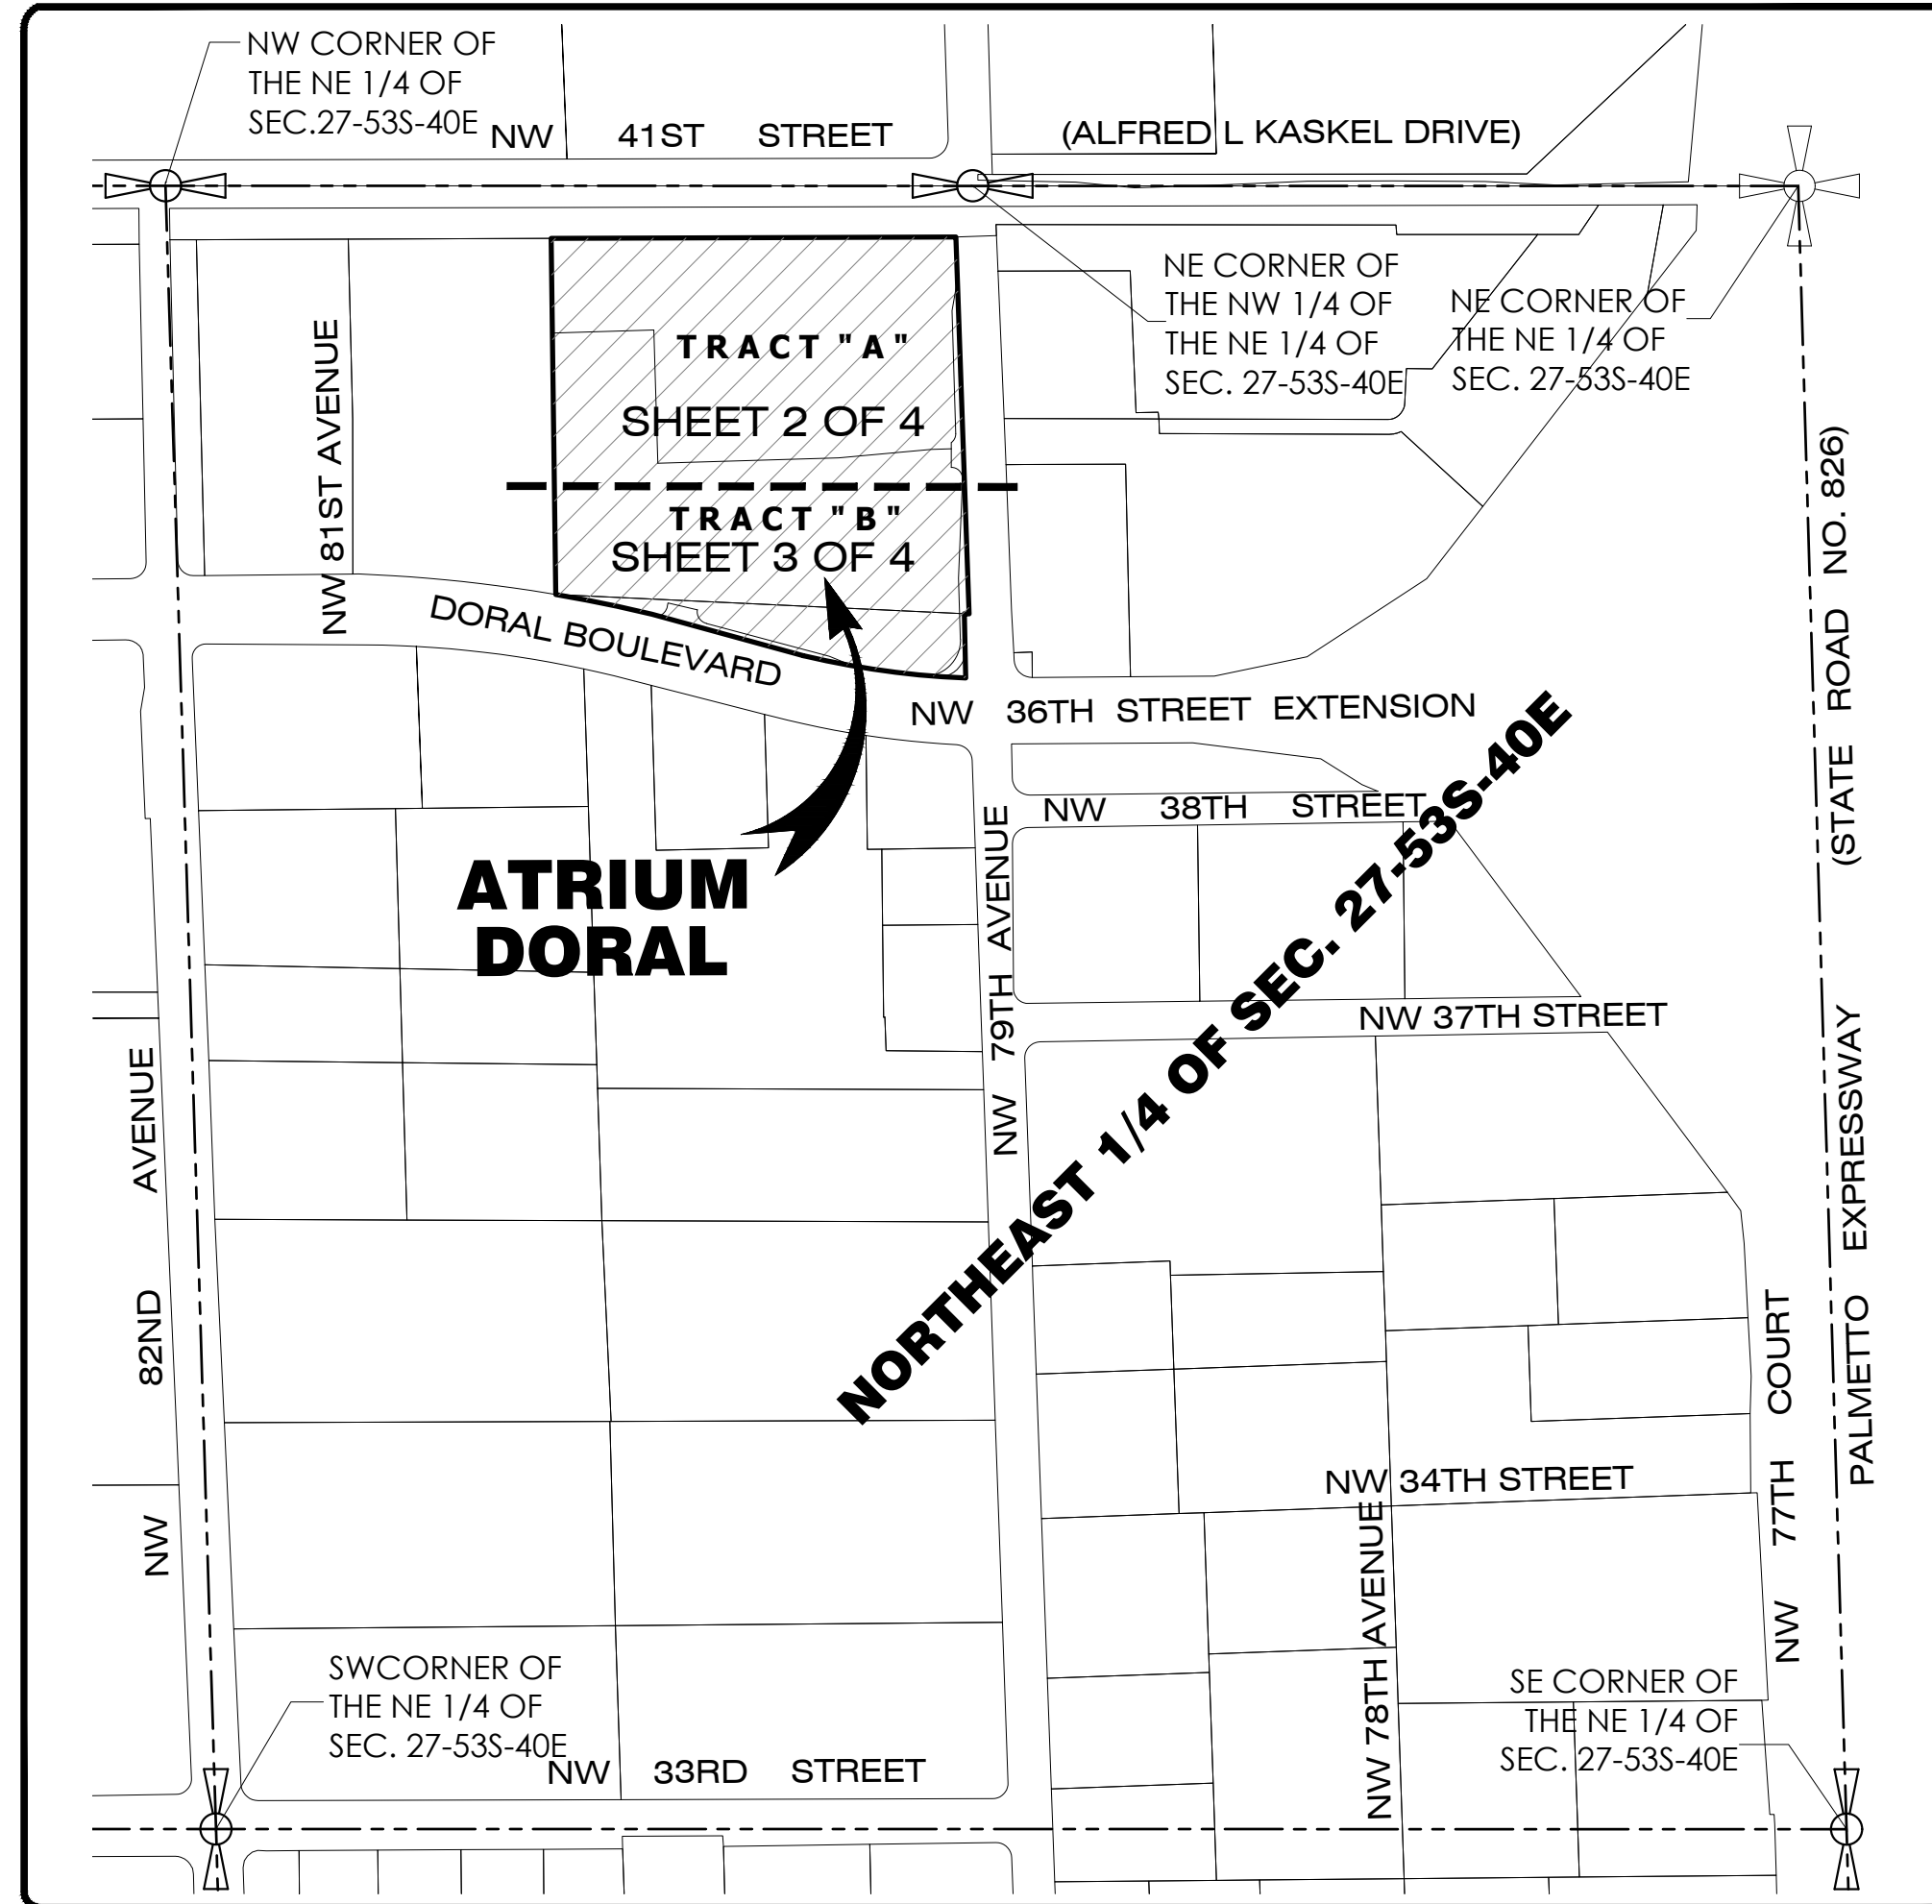 NW CORNER OF
THE NE 1/4 OF
SEC.27-53S-40E
NW 41ST STREET
(ALFRED L KASKEL DRIVE)
NE CORNER OF
THE NW 1/4 OF
THE NE 1/4 OF
SEC. 27-53S-40E
NE CORNER OF
THE NE 1/4 OF
SEC. 27-53S-40E
TRACT "A"
SHEET 2 OF 4
TRACT "B"
SHEET 3 OF 4
NW 81ST AVENUE
DORAL BOULEVARD
NW 36TH STREET EXTENSION
NW 38TH STREET
ATRIUM
DORAL
NW 79TH AVENUE
NW 37TH STREET
NORTHEAST 1/4 OF SEC. 27-53S-40E
PALMETTO EXPRESSWAY (STATE ROAD NO. 826)
NW 82ND AVENUE
NW 77TH COURT
NW 34TH STREET
NW 78TH AVENUE
SWCORNER OF
THE NE 1/4 OF
SEC. 27-53S-40E
NW 33RD STREET
SE CORNER OF
THE NE 1/4 OF
SEC. 27-53S-40E